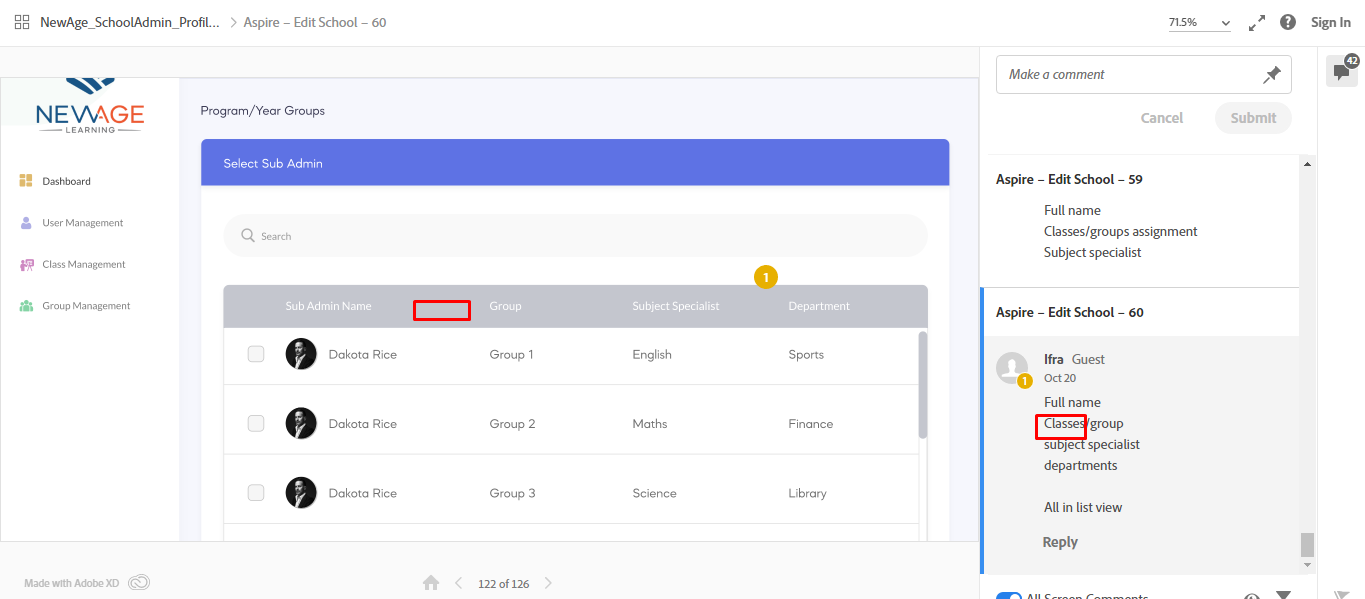 NewAge_SchoolAdmin_Profil... > Aspire – Edit School – 60
71.5%
Sign In
NEWAGE
LEARNING
Dashboard
User Management
Class Management
Group Management
Program/Year Groups
Select Sub Admin
Search
1
Sub Admin Name Group Subject Specialist Department
Dakota Rice Group 1 English Sports
Dakota Rice Group 2 Maths Finance
Dakota Rice Group 3 Science Library
Made with Adobe XD
122 of 126
Make a comment
42
Cancel Submit
Aspire – Edit School – 59
Full name
Classes/groups assignment
Subject specialist
Aspire – Edit School – 60
Ifra Guest
1
Oct 20
Full name
Classes/group
subject specialist
departments
All in list view
Reply
All Screen Comments